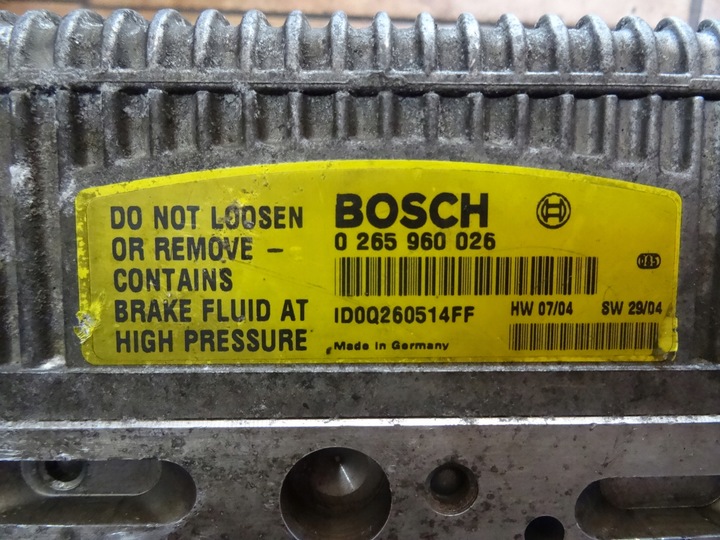 DO NOT LOOSEN
OR REMOVE –
CONTAINS
BRAKE FLUID AT
HIGH PRESSURE
BOSCH
0 265 960 026
ID0Q260514FF
HW 07/04 SW 29/04
Made in Germany